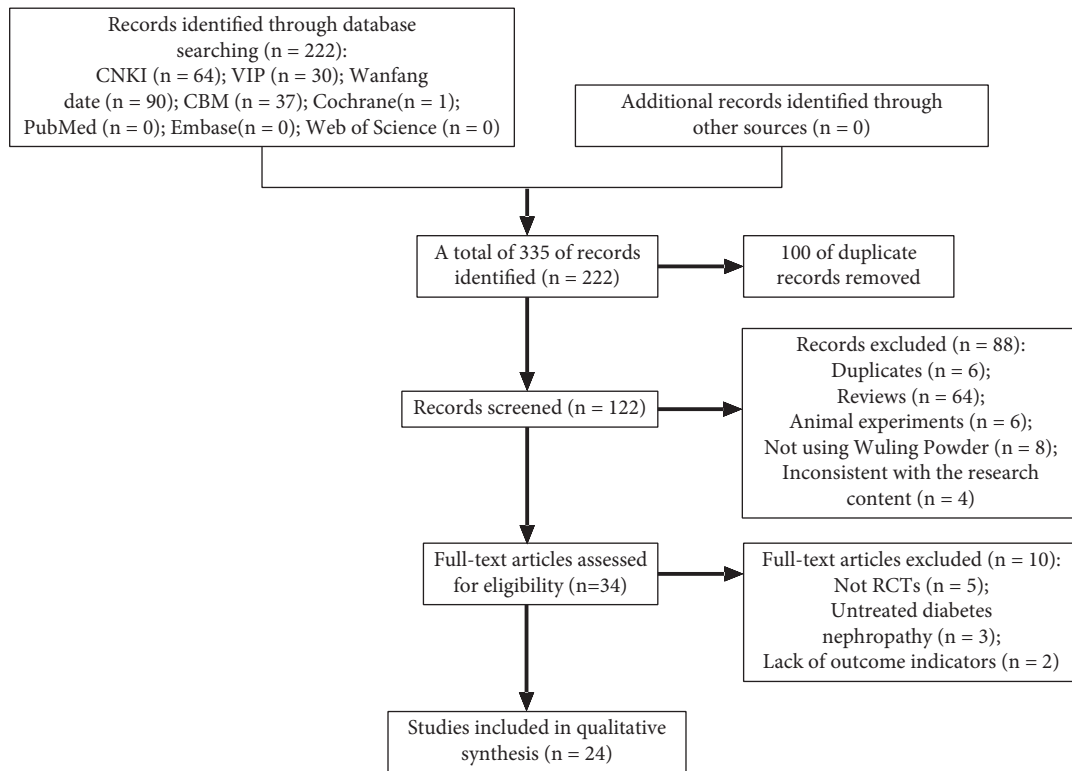 Records identified through database
searching (n = 222):
CNKI (n = 64); VIP (n = 30); Wanfang
date (n = 90); CBM (n = 37); Cochrane(n = 1);
PubMed (n = 0); Embase(n = 0); Web of Science (n = 0)
Additional records identified through
other sources (n = 0)
A total of 335 of records
identified (n = 222)
100 of duplicate
records removed
Records screened (n = 122)
Records excluded (n = 88):
Duplicates (n = 6);
Reviews (n = 64);
Animal experiments (n = 6);
Not using Wuling Powder (n = 8);
Inconsistent with the research
content (n = 4)
Full-text articles assessed
for eligibility (n=34)
Full-text articles excluded (n = 10):
Not RCTs (n = 5);
Untreated diabetes
nephropathy (n = 3);
Lack of outcome indicators (n = 2)
Studies included in qualitative
synthesis (n = 24)